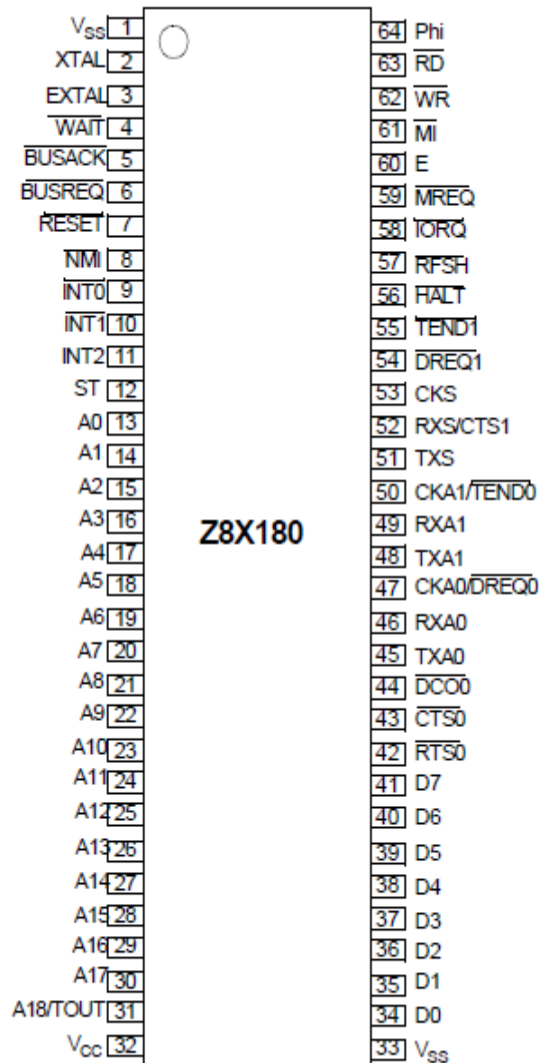 VSS 1
XTAL 2
EXTAL 3
WAIT 4
BUSACK 5
BUSREQ 6
RESET 7
NMI 8
INT0 9
INT1 10
INT2 11
ST 12
A0 13
A1 14
A2 15
A3 16
A4 17
A5 18
A6 19
A7 20
A8 21
A9 22
A10 23
A11 24
A12 25
A13 26
A14 27
A15 28
A16 29
A17 30
A18/TOUT 31
VCC 32
Z8X180
64 Phi
63 RD
62 WR
61 MI
60 E
59 MREQ
58 IORQ
57 RFSH
56 HALT
55 TEND1
54 DREQ1
53 CKS
52 RXS/CTS1
51 TXS
50 CKA1/TEND0
49 RXA1
48 TXA1
47 CKA0/DREQ0
46 RXA0
45 TXA0
44 DCO0
43 CTS0
42 RTS0
41 D7
40 D6
39 D5
38 D4
37 D3
36 D2
35 D1
34 D0
33 VSS